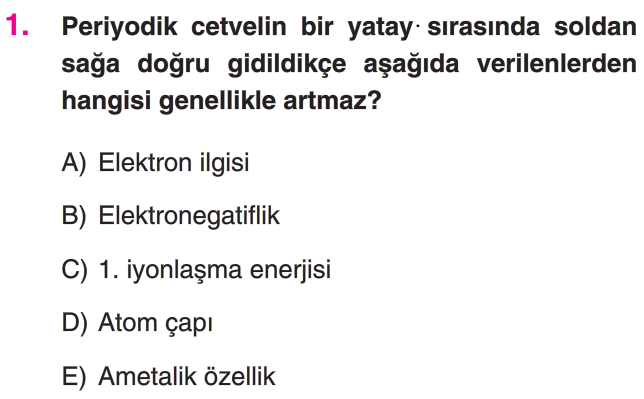 1. Periyodik cetvelin bir yatay sırasında soldan
sağa doğru gidildikçe aşağıda verilenlerden
hangisi genellikle artmaz?
A) Elektron ilgisi
B) Elektronegatiflik
C) 1. iyonlaşma enerjisi
D) Atom çapı
E) Ametalik özellik